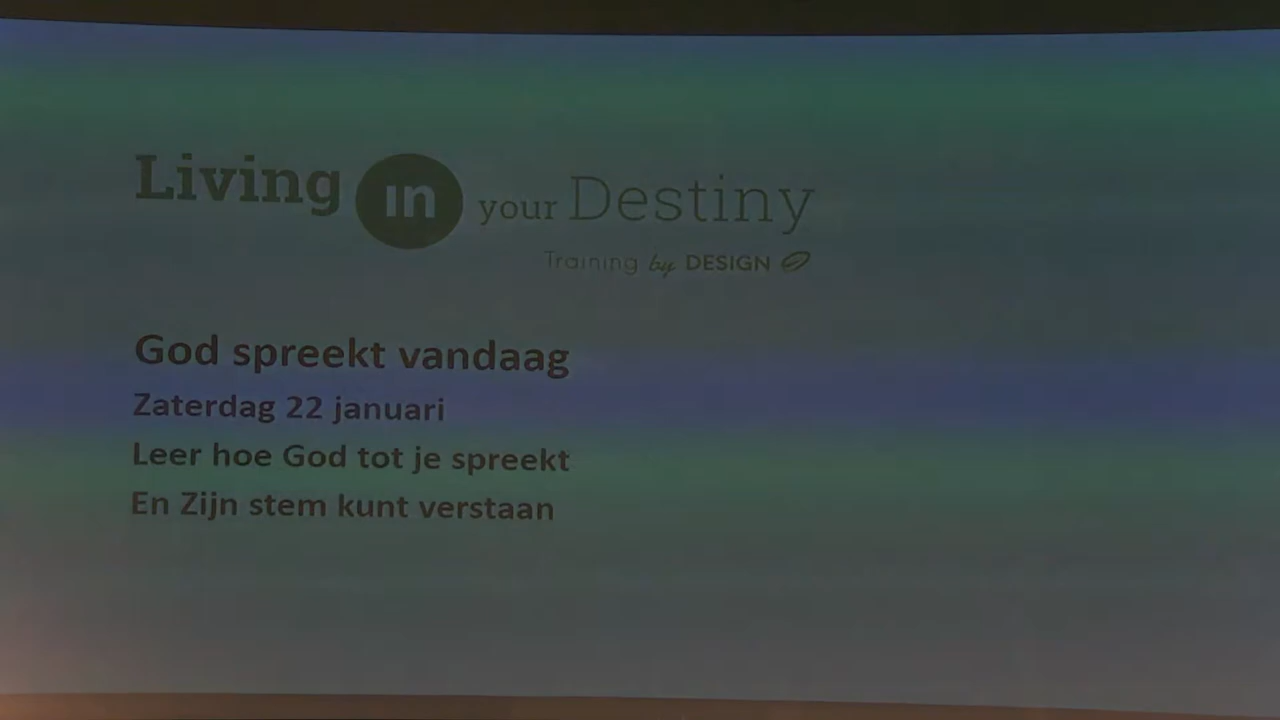 Living in your Destiny
Training by DESIGN
God spreekt vandaag
Zaterdag 22 januari
Leer hoe God tot je spreekt
En Zijn stem kunt verstaan